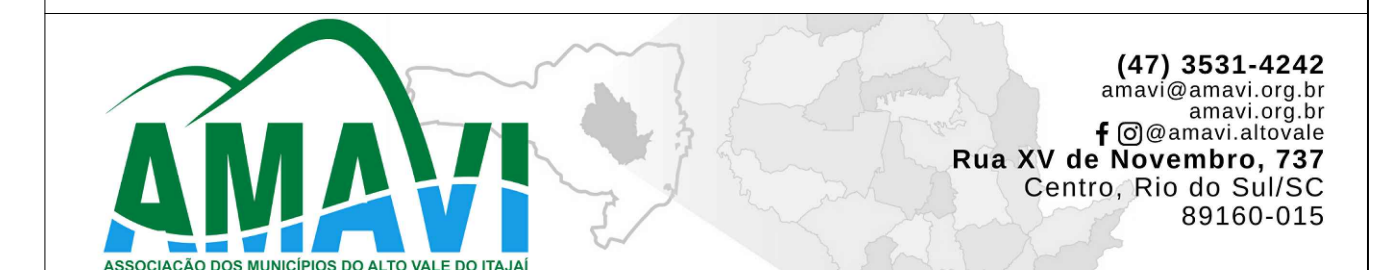 AMAVI
ASSOCIAÇÃO DOS MUNICÍPIOS DO ALTO VALE DO ITAJAÍ
(47) 3531-4242
amavi@amavi.org.br
amavi.org.br
@amavi.altovale
Rua XV de Novembro, 737
Centro, Rio do Sul/SC
89160-015